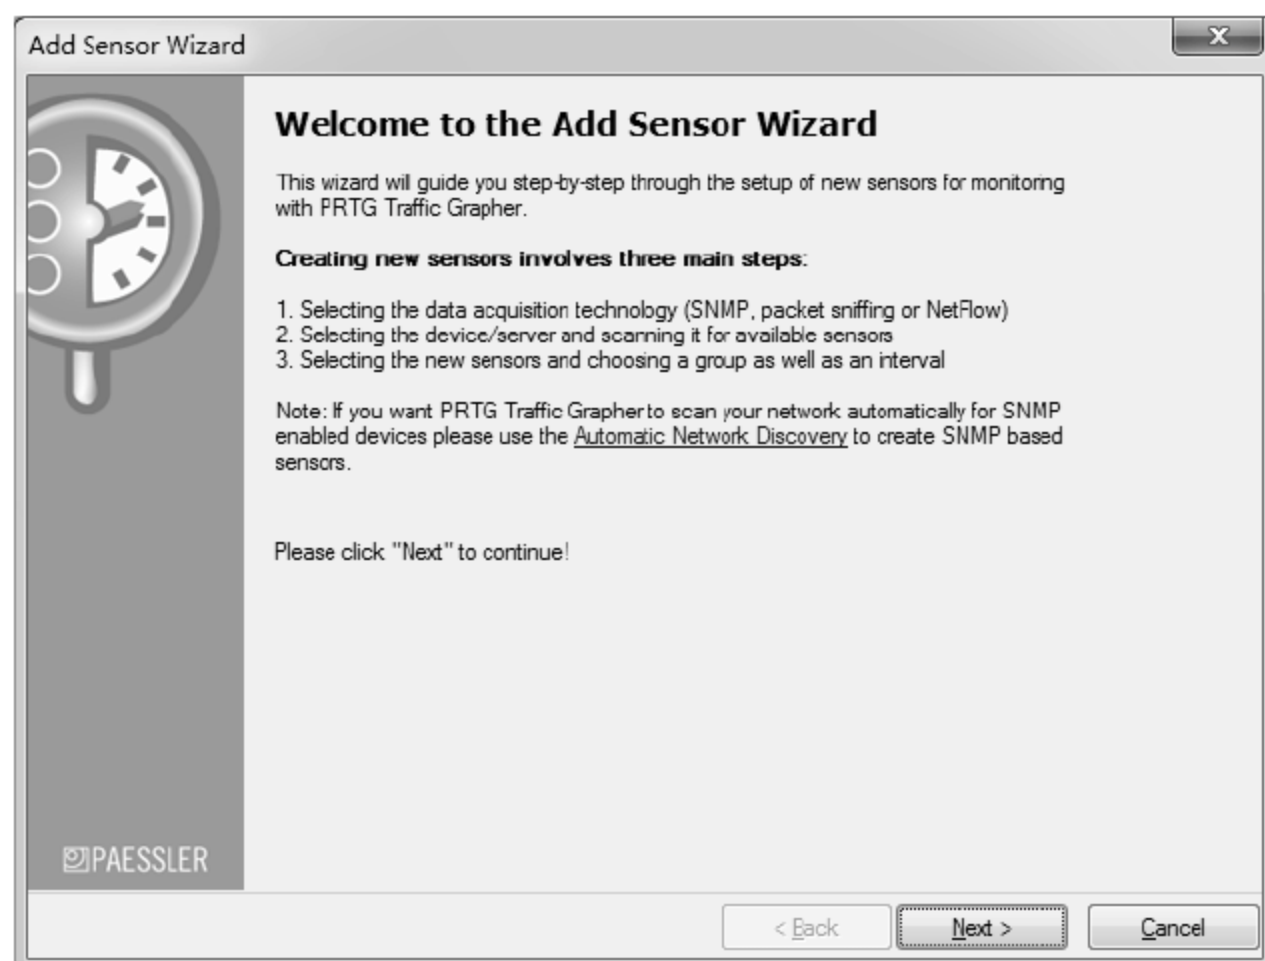 Add Sensor Wizard
X
Welcome to the Add Sensor Wizard
This wizard will guide you step-by-step through the setup of new sensors for monitoring
with PRTG Traffic Grapher.
Creating new sensors involves three main steps:
1. Selecting the data acquisition technology (SNMP, packet sniffing or NetFlow)
2. Selecting the device/server and scanning it for available sensors
3. Selecting the new sensors and choosing a group as well as an interval
Note: If you want PRTG Traffic Grapher to scan your network automatically for SNMP
enabled devices please use the Automatic Network Discovery to create SNMP based
sensors.
Please click "Next" to continue!
PAESSLER
< Back
Next >
Cancel